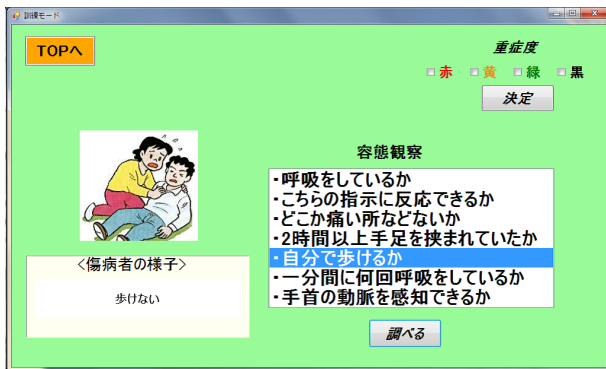 訓練モード
TOPへ
重症度
赤 黄 緑 黒
決定
容態観察
・呼吸をしているか
・こちらの指示に反応できるか
・どこか痛い所などないか
・2時間以上手足を挟まれていたか
・自分で歩けるか
・一分間に何回呼吸をしているか
・手首の動脈を感知できるか
<傷病者の様子>
歩けない
調べる